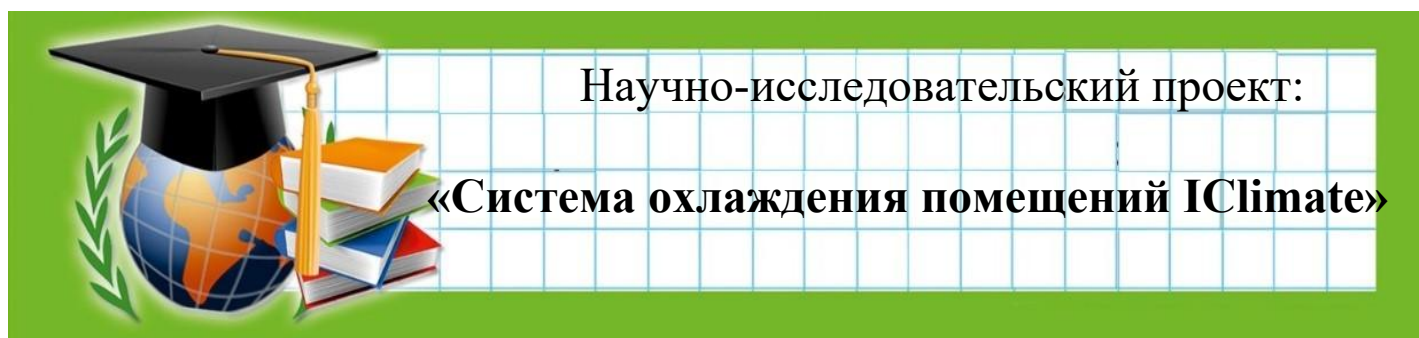 Научно-исследовательский проект:
«Система охлаждения помещений IClimate»